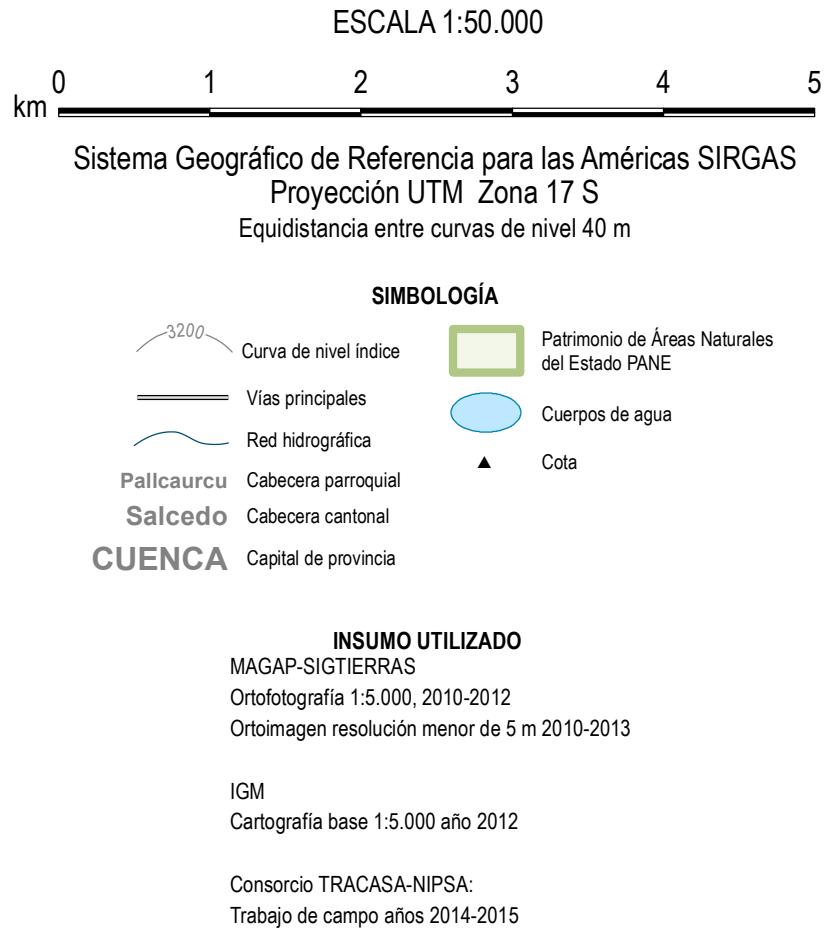 ESCALA 1:50.000
0 1 2 3 4 5
km
Sistema Geográfico de Referencia para las Américas SIRGAS
Proyección UTM Zona 17 S
Equidistancia entre curvas de nivel 40 m
SIMBOLOGÍA
3200
Curva de nivel índice
Vías principales
Red hidrográfica
Pallcaurcu Cabecera parroquial
Salcedo Cabecera cantonal
CUENCA Capital de provincia
Patrimonio de Áreas Naturales
del Estado PANE
Cuerpos de agua
Cota
INSUMO UTILIZADO
MAGAP-SIGTIERRAS
Ortofotografía 1:5.000, 2010-2012
Ortoimagen resolución menor de 5 m 2010-2013
IGM
Cartografía base 1:5.000 año 2012
Consorcio TRACASA-NIPSA:
Trabajo de campo años 2014-2015